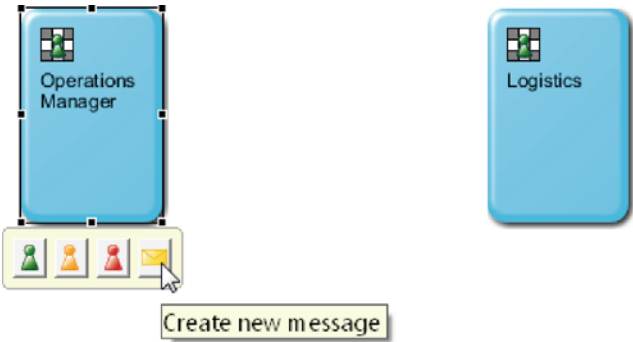 Operations
Manager
Logistics
Create new message